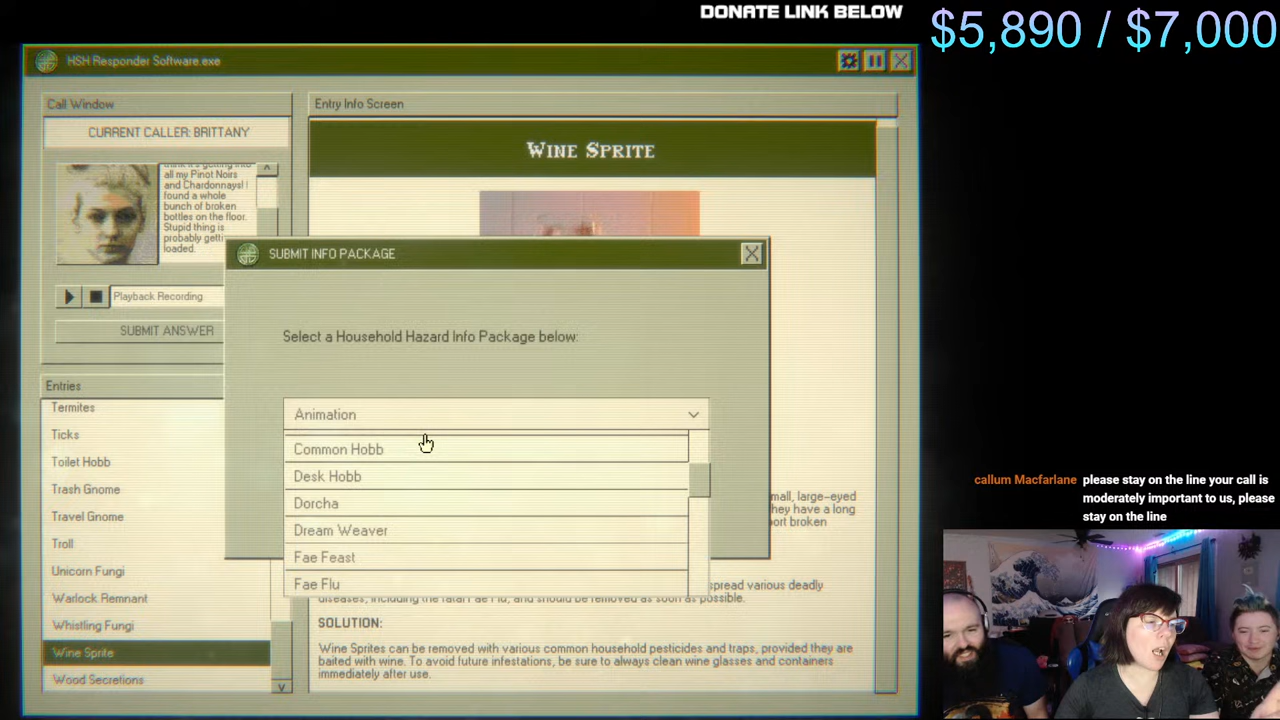 DONATE LINK BELOW
$5,890 / $7,000
HSH Responder Software.exe
Call Window
CURRENT CALLER: BRITTANY
all my Pinot Noirs
and Chardonnays! I
found a whole
bunch of broken
bottles on the floor.
Stupid thing is
probably getti
loaded.
Playback Recording
SUBMIT ANSWER
Entries
Termites
Ticks
Toilet Hobb
Trash Gnome
Travel Gnome
Troll
Unicorn Fungi
Warlock Remnant
Whistling Fungi
Wine Sprite
Wood Secretions
Entry Info Screen
WINE SPRITE
SUBMIT INFO PACKAGE
Select a Household Hazard Info Package below:
Animation
Common Hobb
Desk Hobb
Dorcha
Dream Weaver
Fae Feast
Fae Flu
mall, large-eyed
hey have a long
ort broken
spread various deadly
diseases, including the fatal Fae Flu, and should be removed as soon as possible.
SOLUTION:
Wine Sprites can be removed with various common household pesticides and traps, provided they are
baited with wine. To avoid future infestations, be sure to always clean wine glasses and containers
immediately after use.
callum Macfarlane please stay on the line your call is
moderately important to us, please
stay on the line